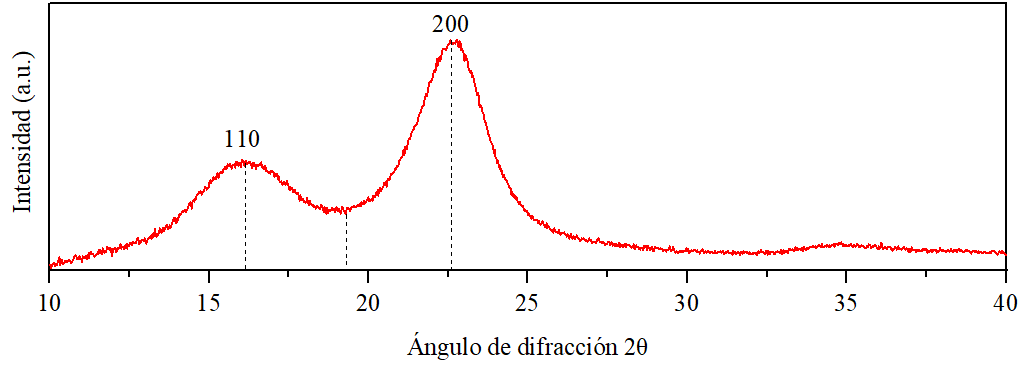 200
110
Intensidad (a.u.)
10 15 20 25 30 35 40
Ángulo de difracción 2θ